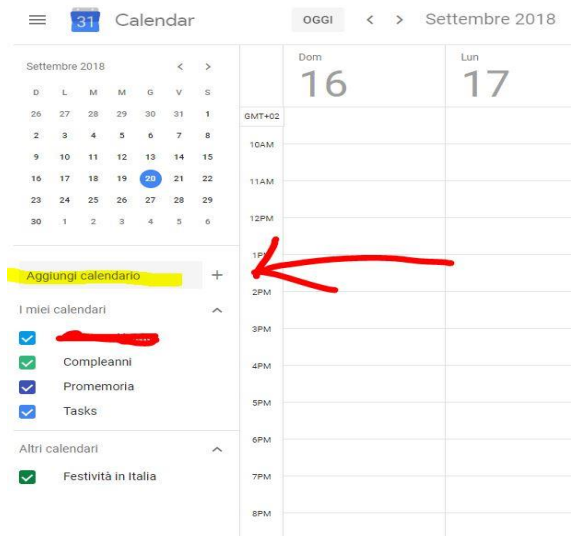 31 Calendar OGGI < > Settembre 2018
Settembre 2018 < >
D L M M G V S
26 27 28 29 30 31 1
2 3 4 5 6 7 8
9 10 11 12 13 14 15
16 17 18 19 20 21 22
23 24 25 26 27 28 29
30 1 2 3 4 5 6
Aggiungi calendario +
I miei calendari
Compleanni
Promemoria
Tasks
Altri calendari
Festività in Italia
Dom Lun
16 17
GMT+02
10AM
11AM
12PM
2PM
3PM
4PM
5PM
6PM
7PM
8PM